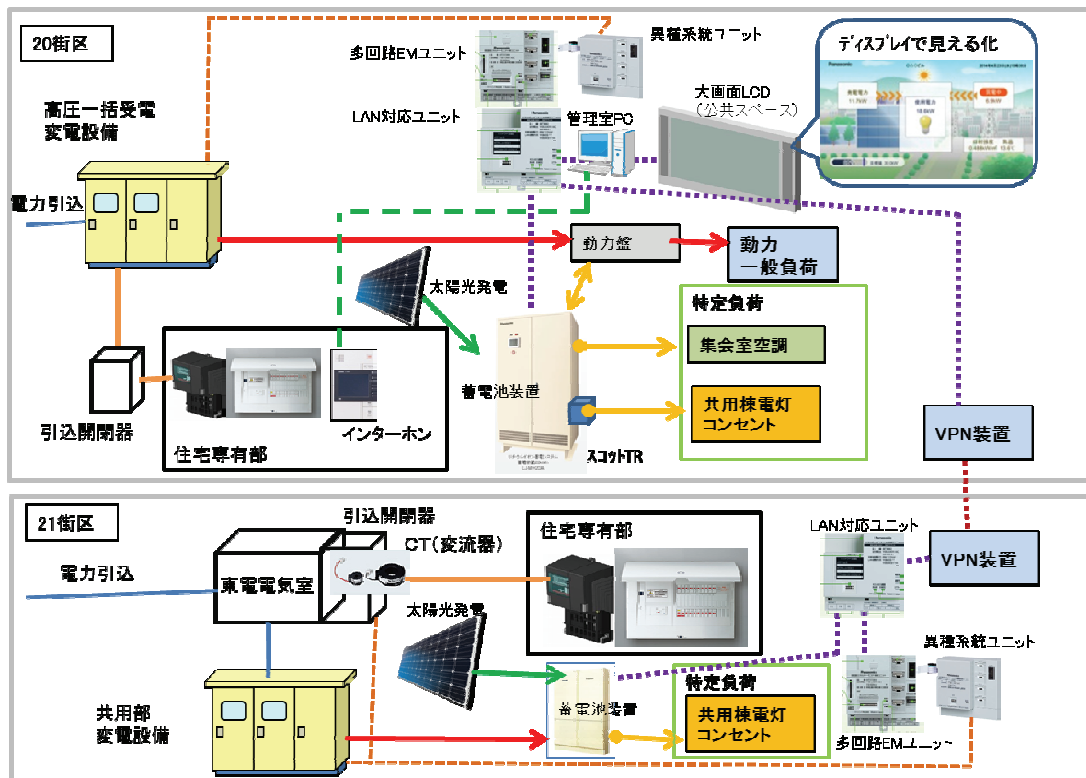 20街区
高圧一括受電
変電設備
電力引込
多回路EMユニット
異種系統ユニット
LAN対応ユニット
管理室PC
大画面LCD
(公共スペース)
ディスプレイで見える化
Panasonic
動力盤
動力
一般負荷
太陽光発電
特定負荷
集会室空調
蓄電池装置
共用棟電灯
コンセント
スコットTR
引込開閉器
住宅専有部
インターホン
VPN装置
21街区
引込開閉器
CT(変流器)
電力引込
東電電気室
住宅専有部
LAN対応ユニット
VPN装置
太陽光発電
異種系統ユニット
共用部
変電設備
蓄電池装置
特定負荷
共用棟電灯
コンセント
多回路EMユニット